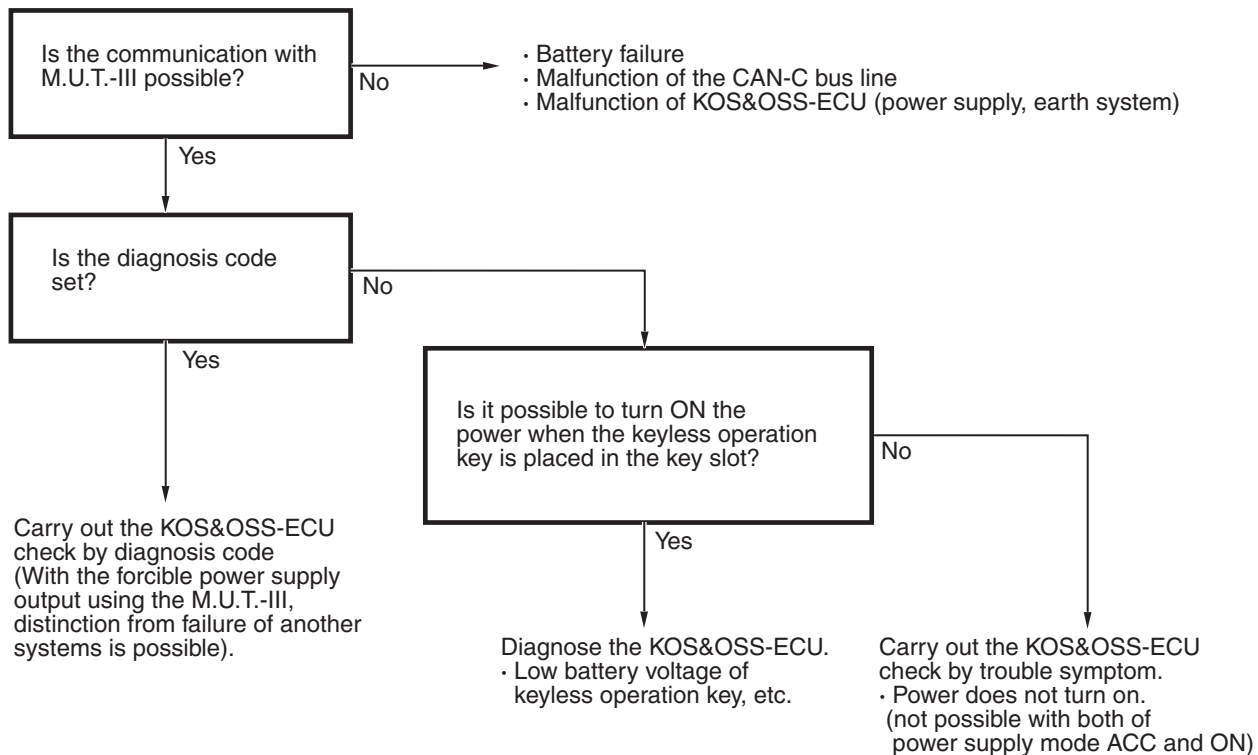 Is the communication with
M.U.T.-III possible?
No
· Battery failure
· Malfunction of the CAN-C bus line
· Malfunction of KOS&OSS-ECU (power supply, earth system)
Yes
Is the diagnosis code
set?
No
Yes
Is it possible to turn ON the
power when the keyless operation
key is placed in the key slot?
No
Yes
Carry out the KOS&OSS-ECU
check by diagnosis code
(With the forcible power supply
output using the M.U.T.-III,
distinction from failure of another
systems is possible).
Diagnose the KOS&OSS-ECU.
· Low battery voltage of
keyless operation key, etc.
Carry out the KOS&OSS-ECU
check by trouble symptom.
· Power does not turn on.
(not possible with both of
power supply mode ACC and ON)